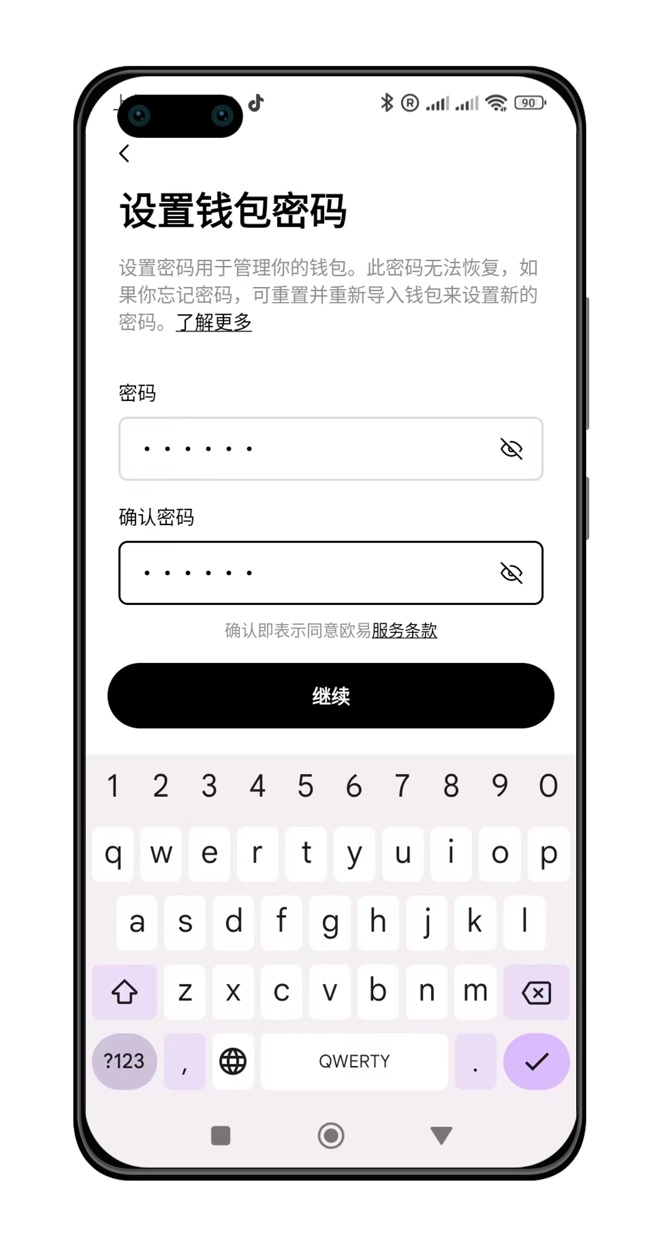 90
设置钱包密码
设置密码用于管理你的钱包。此密码无法恢复，如
果你忘记密码，可重置并重新导入钱包来设置新的
密码。了解更多
密码
······
确认密码
······
确认即表示同意欧易服务条款
继续
1 2 3 4 5 6 7 8 9 0
q w e r t y u i o p
a s d f g h j k l
z x c v b n m
?123 , QWERTY .